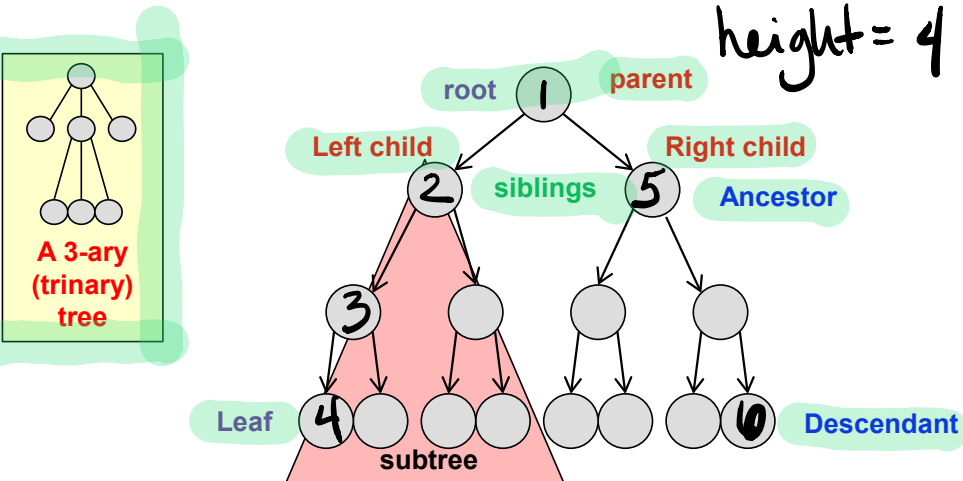 height = 4
root
1
parent
Left child
Right child
2
siblings
5
Ancestor
A 3-ary
(trinary)
tree
3
Leaf
4
6
Descendant
subtree